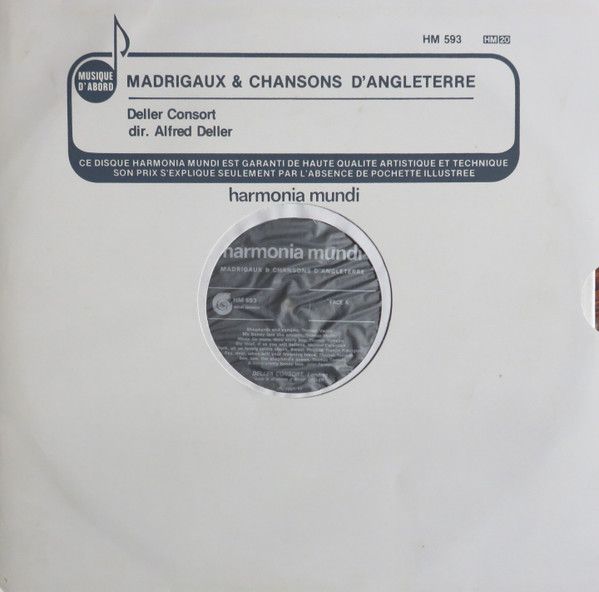 HM 593 HM 20
MUSIQUE
D'ABORD
MADRIGAUX & CHANSONS D'ANGLETERRE
Deller Consort
dir. Alfred Deller
CE DISQUE HARMONIA MUNDI EST GARANTI DE HAUTE QUALITE ARTISTIQUE ET TECHNIQUE
SON PRIX S'EXPLIQUE SEULEMENT PAR L'ABSENCE DE POCHETTE ILLUSTREE
harmonia mundi
harmonia mundi
MADRIGAUX & CHANSONS D'ANGLETERRE
HM 593
FACE A
DELLER CONSORT